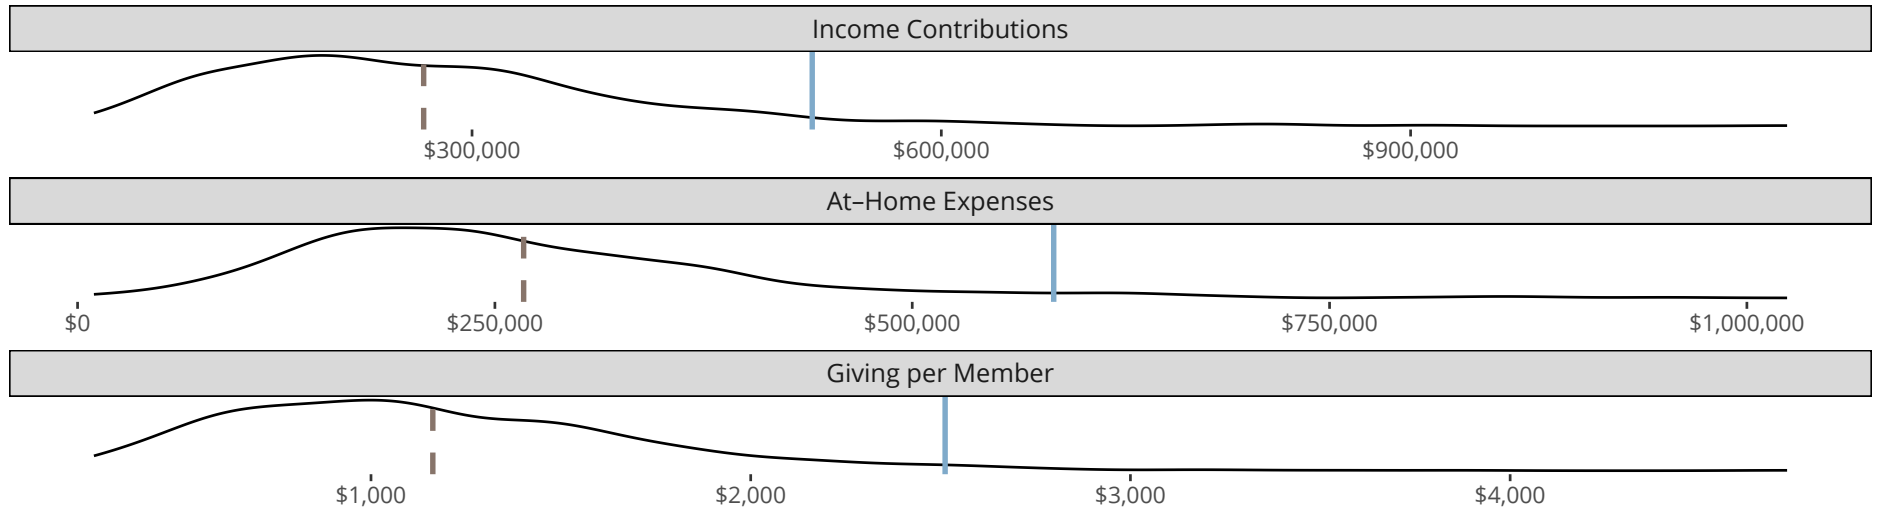 Income Contributions
$300,000 $600,000 $900,000
At–Home Expenses
$0 $250,000 $500,000 $750,000 $1,000,000
Giving per Member
$1,000 $2,000 $3,000 $4,000